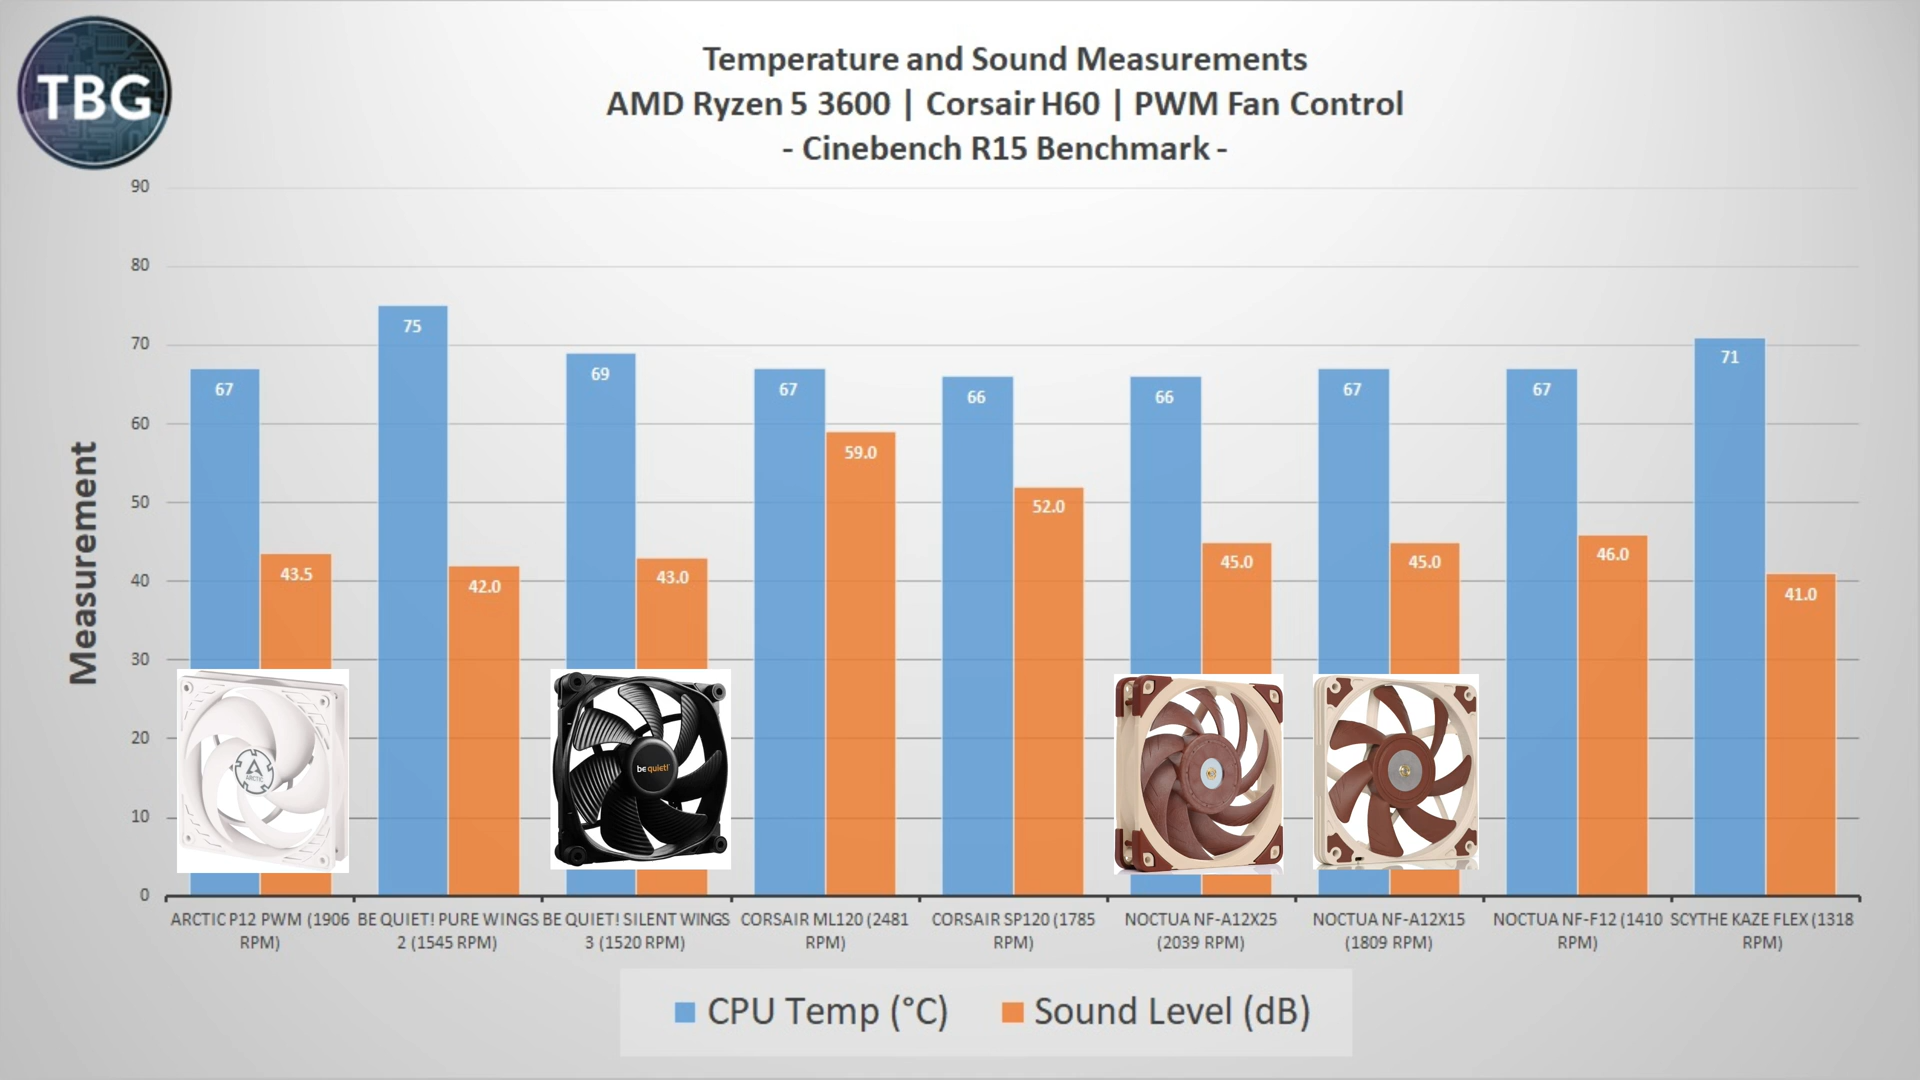 TBG
Temperature and Sound Measurements
AMD Ryzen 5 3600 | Corsair H60 | PWM Fan Control
- Cinebench R15 Benchmark -
Measurement
90
80
70
60
50
40
30
20
10
0
67
43.5
75
42.0
69
43.0
67
59.0
66
52.0
66
45.0
67
45.0
67
46.0
71
41.0
ARCTIC
be quiet!
ARCTIC P12 PWM (1906
RPM)
BE QUIET! PURE WINGS
2 (1545 RPM)
BE QUIET! SILENT WINGS
3 (1520 RPM)
CORSAIR ML120 (2481
RPM)
CORSAIR SP120 (1785
RPM)
NOCTUA NF-A12X25
(2039 RPM)
NOCTUA NF-A12X15
(1809 RPM)
NOCTUA NF-F12 (1410
RPM)
SCYTHE KAZE FLEX (1318
RPM)
CPU Temp (°C)
Sound Level (dB)